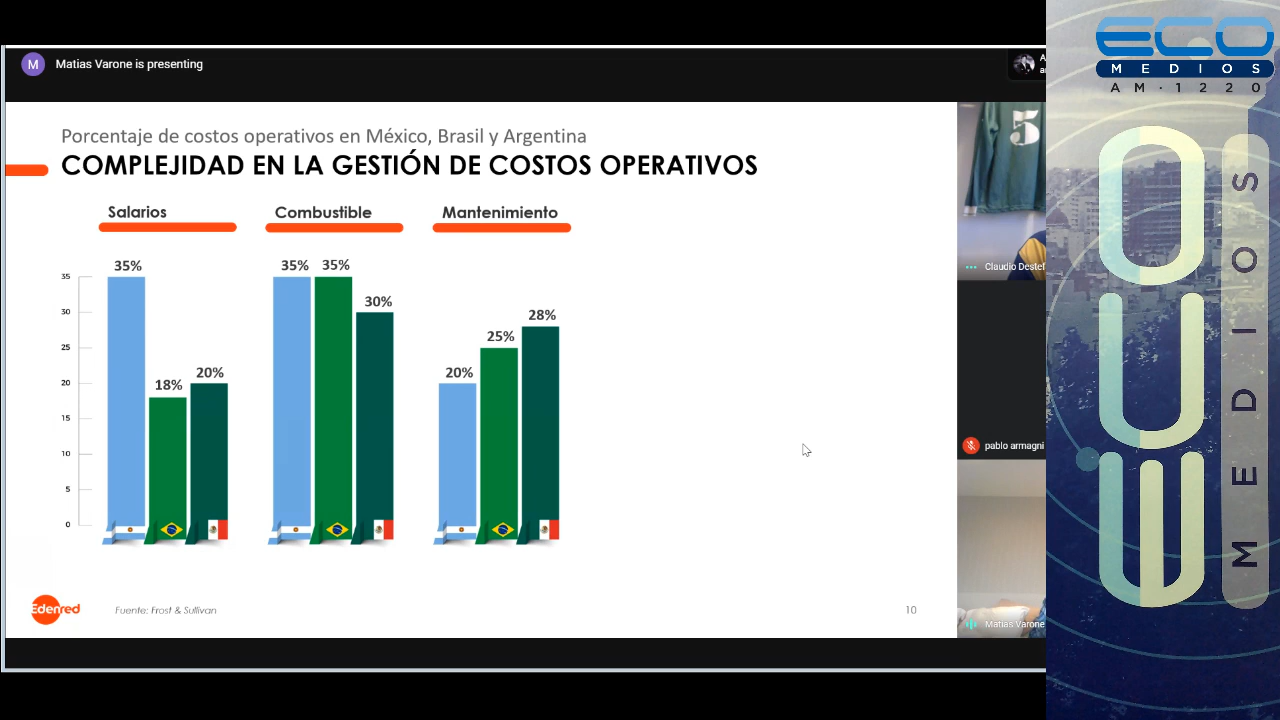 M
Matias Varone is presenting
Porcentaje de costos operativos en México, Brasil y Argentina
COMPLEJIDAD EN LA GESTIÓN DE COSTOS OPERATIVOS
Salarios
Combustible
Mantenimiento
35
30
25
20
15
10
5
0
35%
18%
20%
35%
35%
30%
20%
25%
28%
Edenred
Fuente: Frost & Sullivan
10
5
Claudio Destef
pablo armagni
Matias Varone
ECO
MEDIOS
AM·1220
ECO
MEDIOS